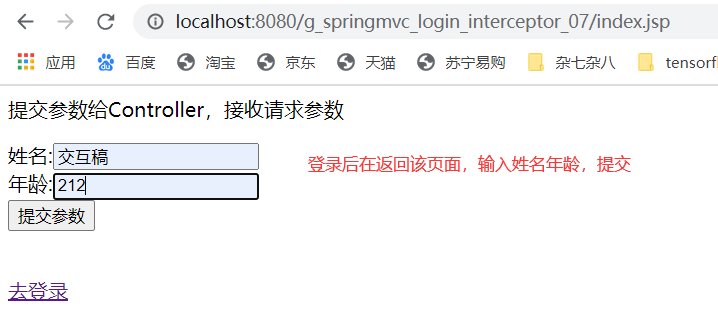 localhost:8080/g_springmvc_login_interceptor_07/index.jsp
应用 百度 淘宝 京东 天猫 苏宁易购 杂七杂八 tensorfl
提交参数给Controller，接收请求参数
姓名:交互稿
登录后在返回该页面，输入姓名年龄，提交
年龄:212
提交参数
去登录